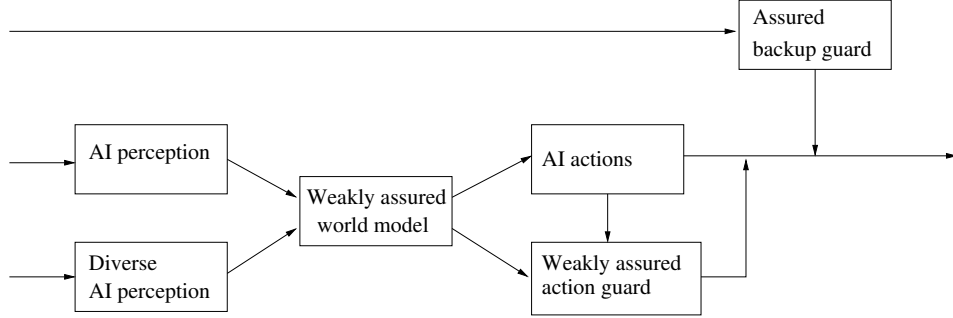 Assured
backup guard
AI perception
AI actions
Weakly assured
world model
Diverse
AI perception
Weakly assured
action guard